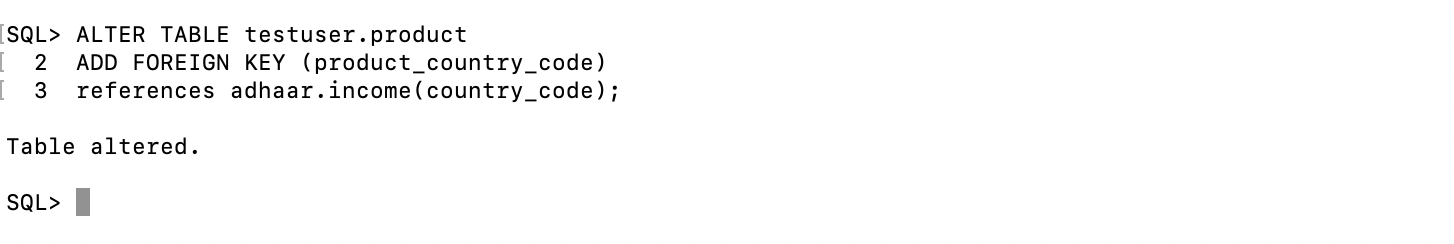 SQL> ALTER TABLE testuser.product
2 ADD FOREIGN KEY (product_country_code)
3 references adhaar.income(country_code);
Table altered.
SQL>